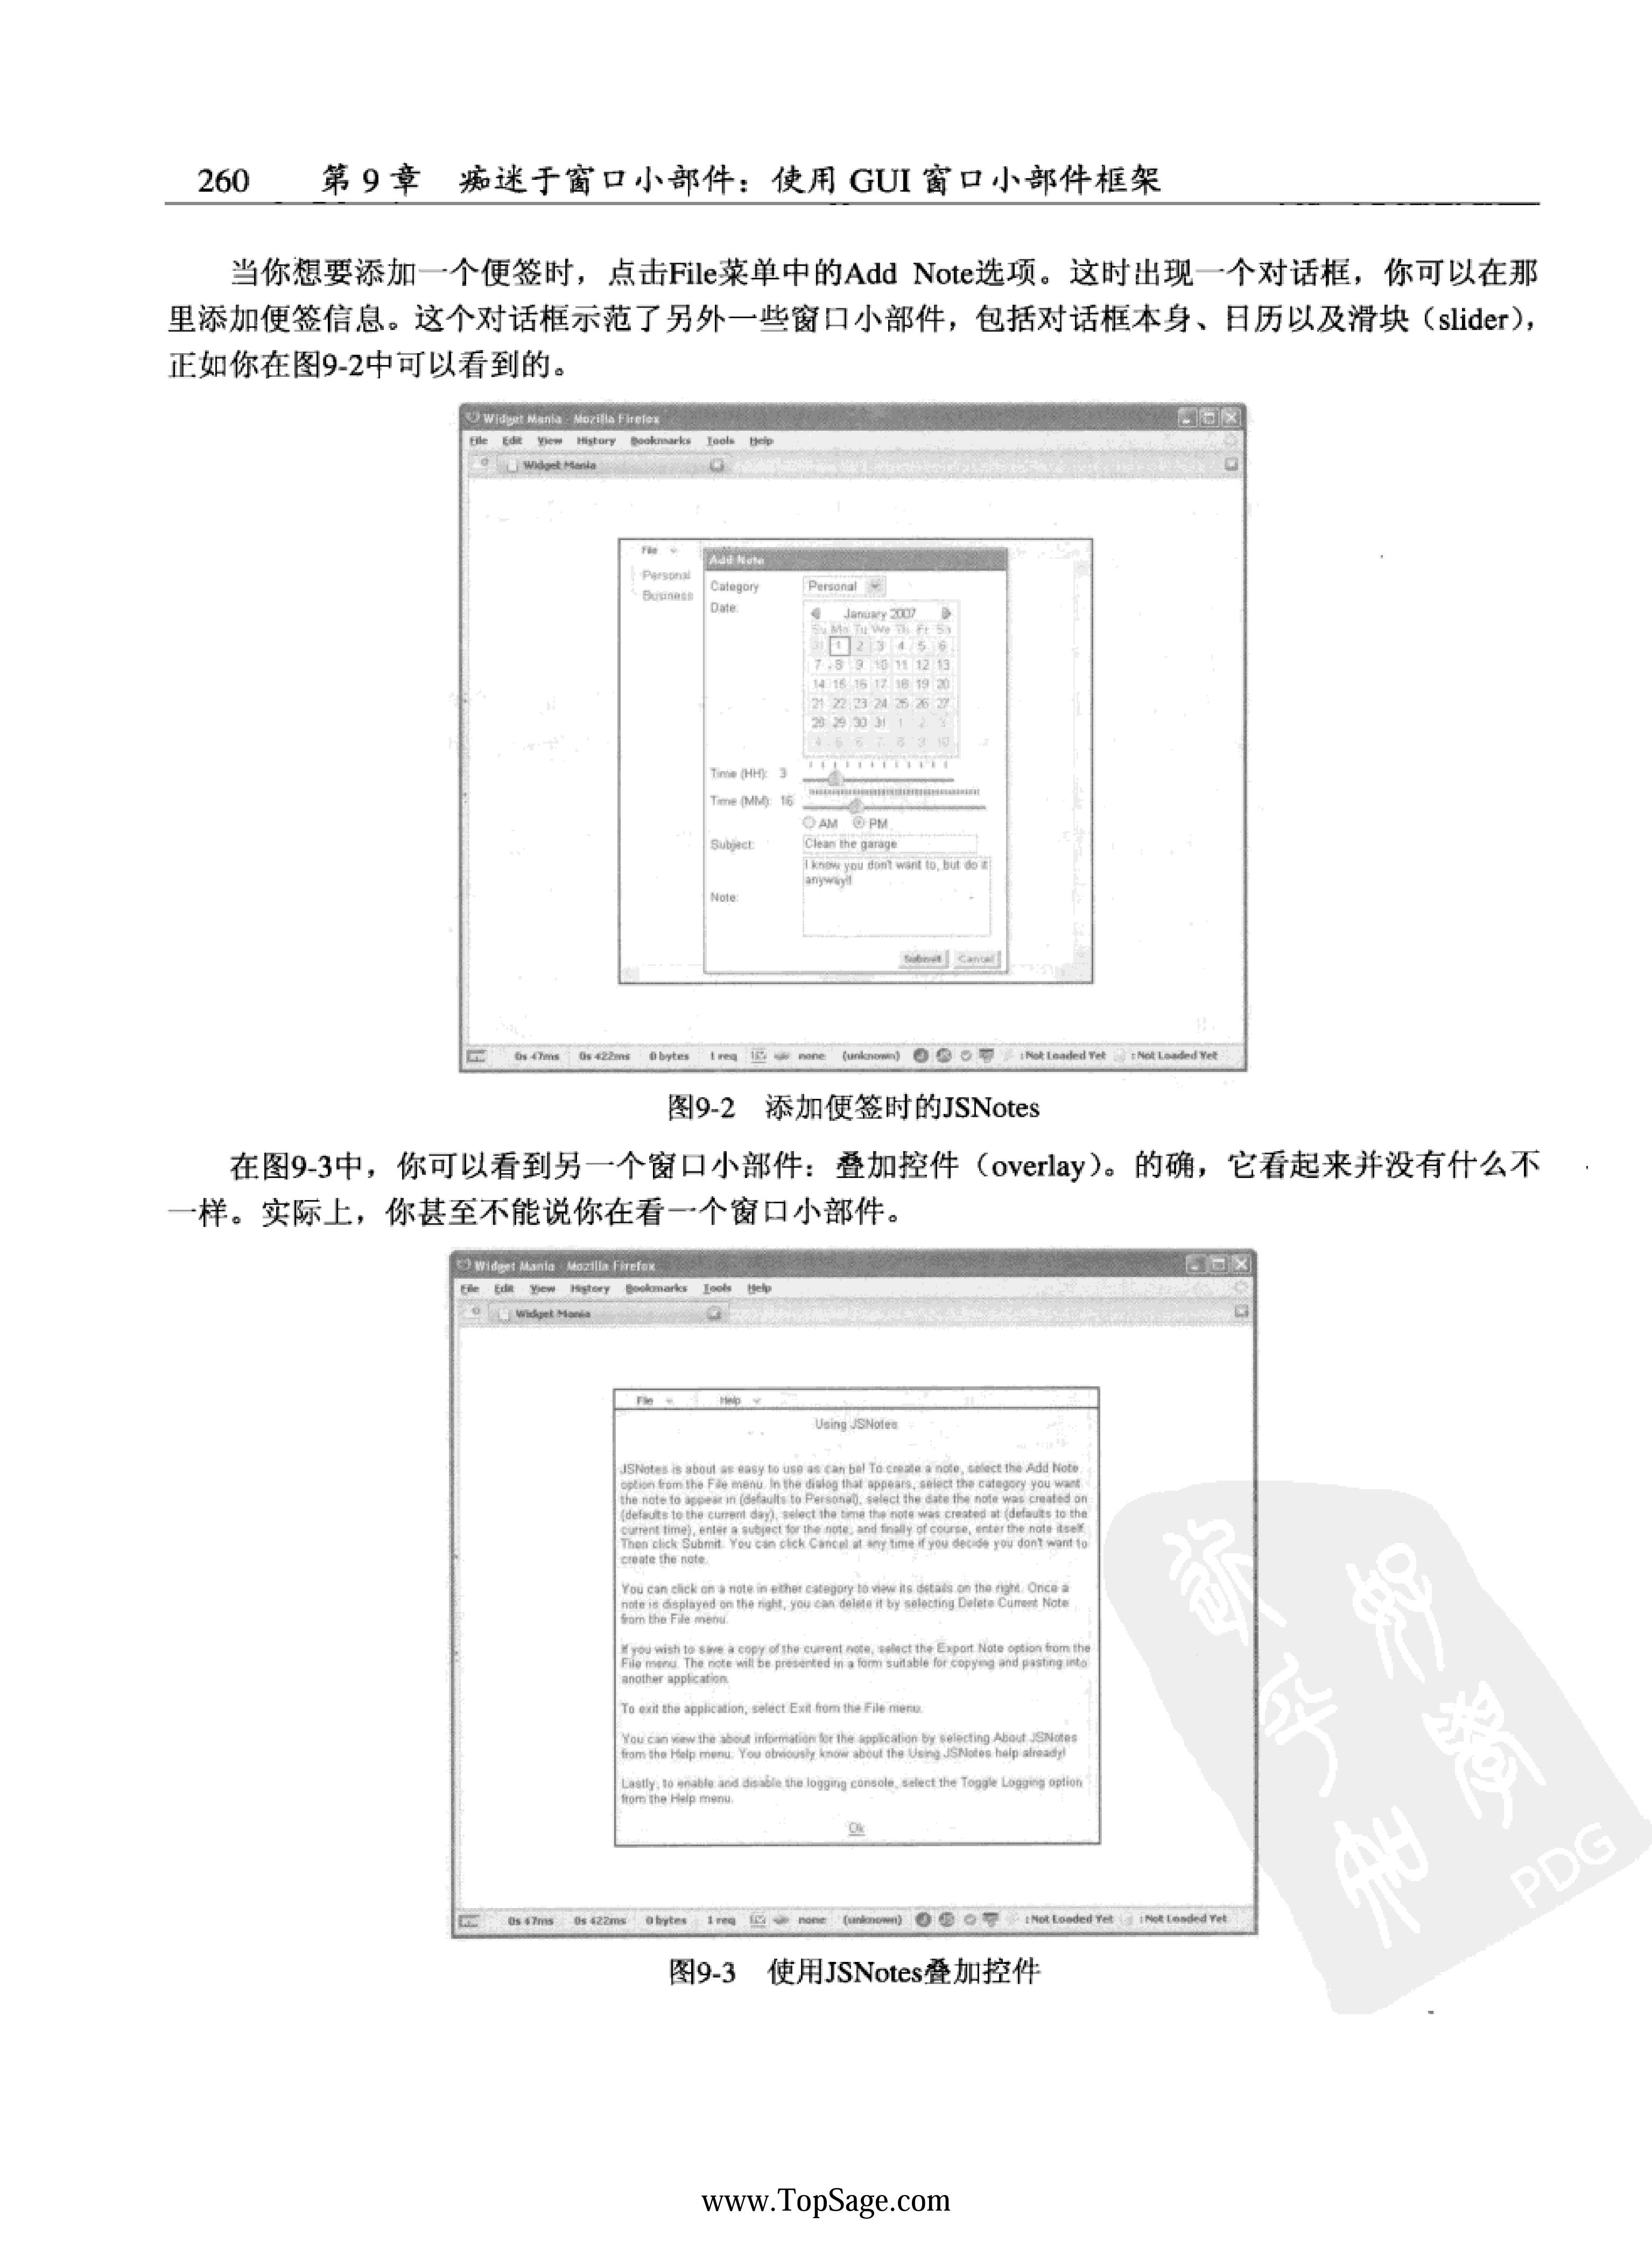 260 第 9 章 痴迷于窗口小部件：使用 GUI 窗口小部件框架
当你想要添加一个便签时，点击File菜单中的Add Note选项。这时出现一个对话框，你可以在那
里添加便签信息。这个对话框示范了另外一些窗口小部件，包括对话框本身、日历以及滑块（slider），
正如你在图9-2中可以看到的。
Widget Mania - Mozilla Firefox
File Edit View History Bookmarks Tools Help
Widget Mania
File
Add Note
Personal
Business
Category Personal
Date:
January 2007
Su Mo Tu We Th Fr Sa
31 1 2 3 4 5 6
7 8 9 10 11 12 13
14 15 16 17 18 19 20
21 22 23 24 25 26 27
28 29 30 31 1 2 3
4 5 6 7 8 9 10
Time (HH): 3
Time (MM): 16
AM PM
Subject: Clean the garage
I know you don't want to, but do it
anyway!!
Note:
Submit Cancel
0s 47ms 0s 422ms 0 bytes 1 req none (unknown) : Not Loaded Yet : Not Loaded Yet
图9-2 添加便签时的JSNotes
在图9-3中，你可以看到另一个窗口小部件：叠加控件（overlay）。的确，它看起来并没有什么不
一样。实际上，你甚至不能说你在看一个窗口小部件。
Widget Mania - Mozilla Firefox
File Edit View History Bookmarks Tools Help
Widget Mania
File Help
Using JSNotes
JSNotes is about as easy to use as can be! To create a note, select the Add Note
option from the File menu. In the dialog that appears, select the category you want
the note to appear in (defaults to Personal), select the date the note was created on
(defaults to the current day), select the time the note was created at (defaults to the
current time), enter a subject for the note, and finally of course, enter the note itself.
Then click Submit. You can click Cancel at any time if you decide you don't want to
create the note.
You can click on a note in either category to view its details on the right. Once a
note is displayed on the right, you can delete it by selecting Delete Current Note
from the File menu.
If you wish to save a copy of the current note, select the Export Note option from the
File menu. The note will be presented in a form suitable for copying and pasting into
another application.
To exit the application, select Exit from the File menu.
You can view the about information for the application by selecting About JSNotes
from the Help menu. You obviously know about the Using JSNotes help already!
Lastly, to enable and disable the logging console, select the Toggle Logging option
from the Help menu.
Ok
0s 47ms 0s 422ms 0 bytes 1 req none (unknown) : Not Loaded Yet : Not Loaded Yet
图9-3 使用JSNotes叠加控件
PDG
www.TopSage.com